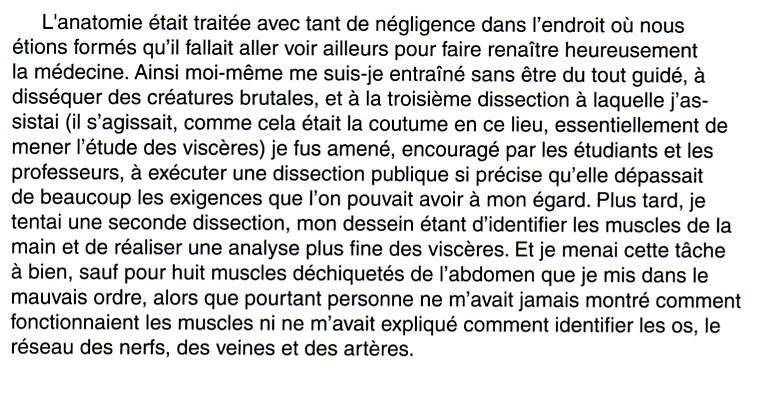 L'anatomie était traitée avec tant de négligence dans l’endroit où nous
étions formés qu’il fallait aller voir ailleurs pour faire renaître heureusement
la médecine. Ainsi moi-même me suis-je entraîné sans être du tout guidé, à
disséquer des créatures brutales, et à la troisième dissection à laquelle j’as-
sistai (il s’agissait, comme cela était la coutume en ce lieu, essentiellement de
mener l’étude des viscères) je fus amené, encouragé par les étudiants et les
professeurs, à exécuter une dissection publique si précise qu’elle dépassait
de beaucoup les exigences que l’on pouvait avoir à mon égard. Plus tard, je
tentai une seconde dissection, mon dessein étant d’identifier les muscles de la
main et de réaliser une analyse plus fine des viscères. Et je menai cette tâche
à bien, sauf pour huit muscles déchiquetés de l’abdomen que je mis dans le
mauvais ordre, alors que pourtant personne ne m’avait jamais montré comment
fonctionnaient les muscles ni ne m’avait expliqué comment identifier les os, le
réseau des nerfs, des veines et des artères.